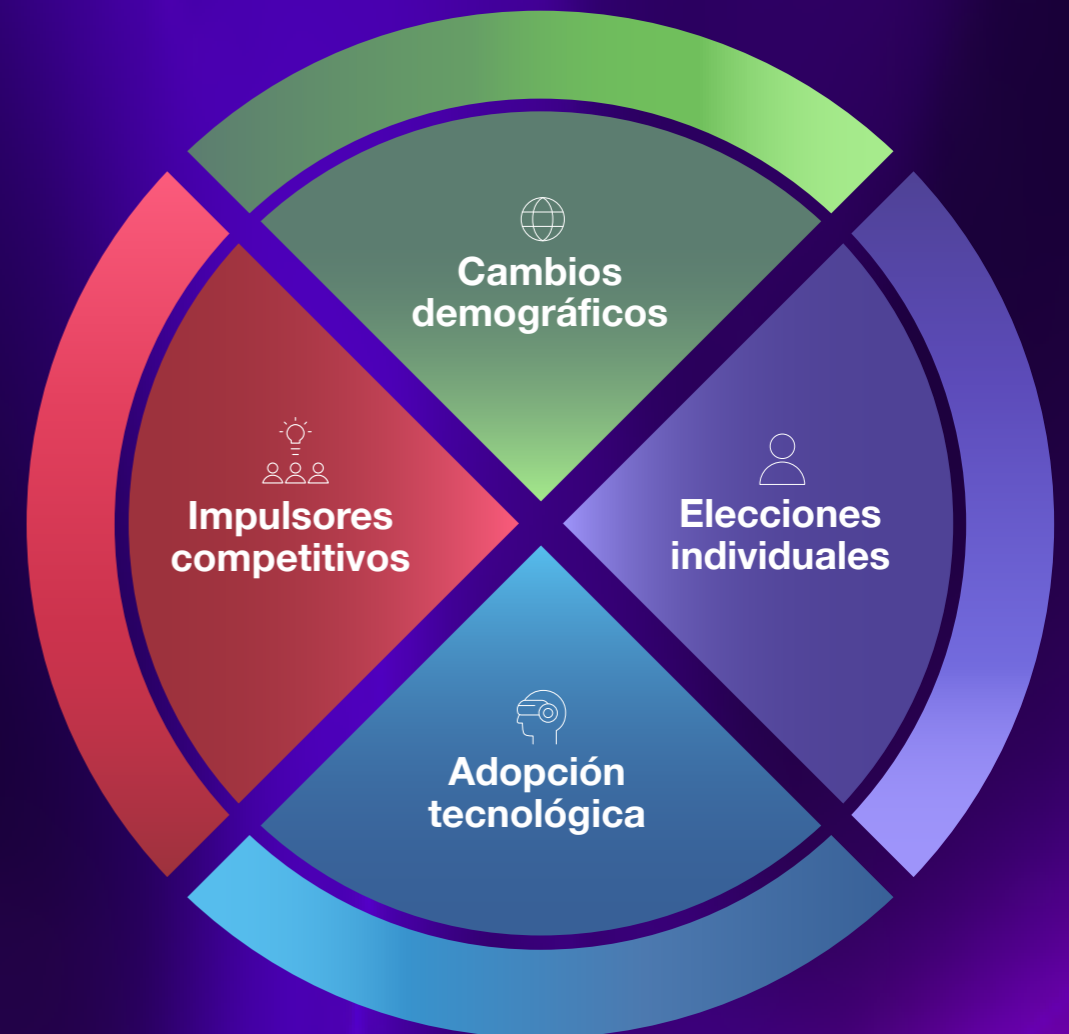 Cambios
demográficos
Impulsores
competitivos
Elecciones
individuales
Adopción
tecnológica